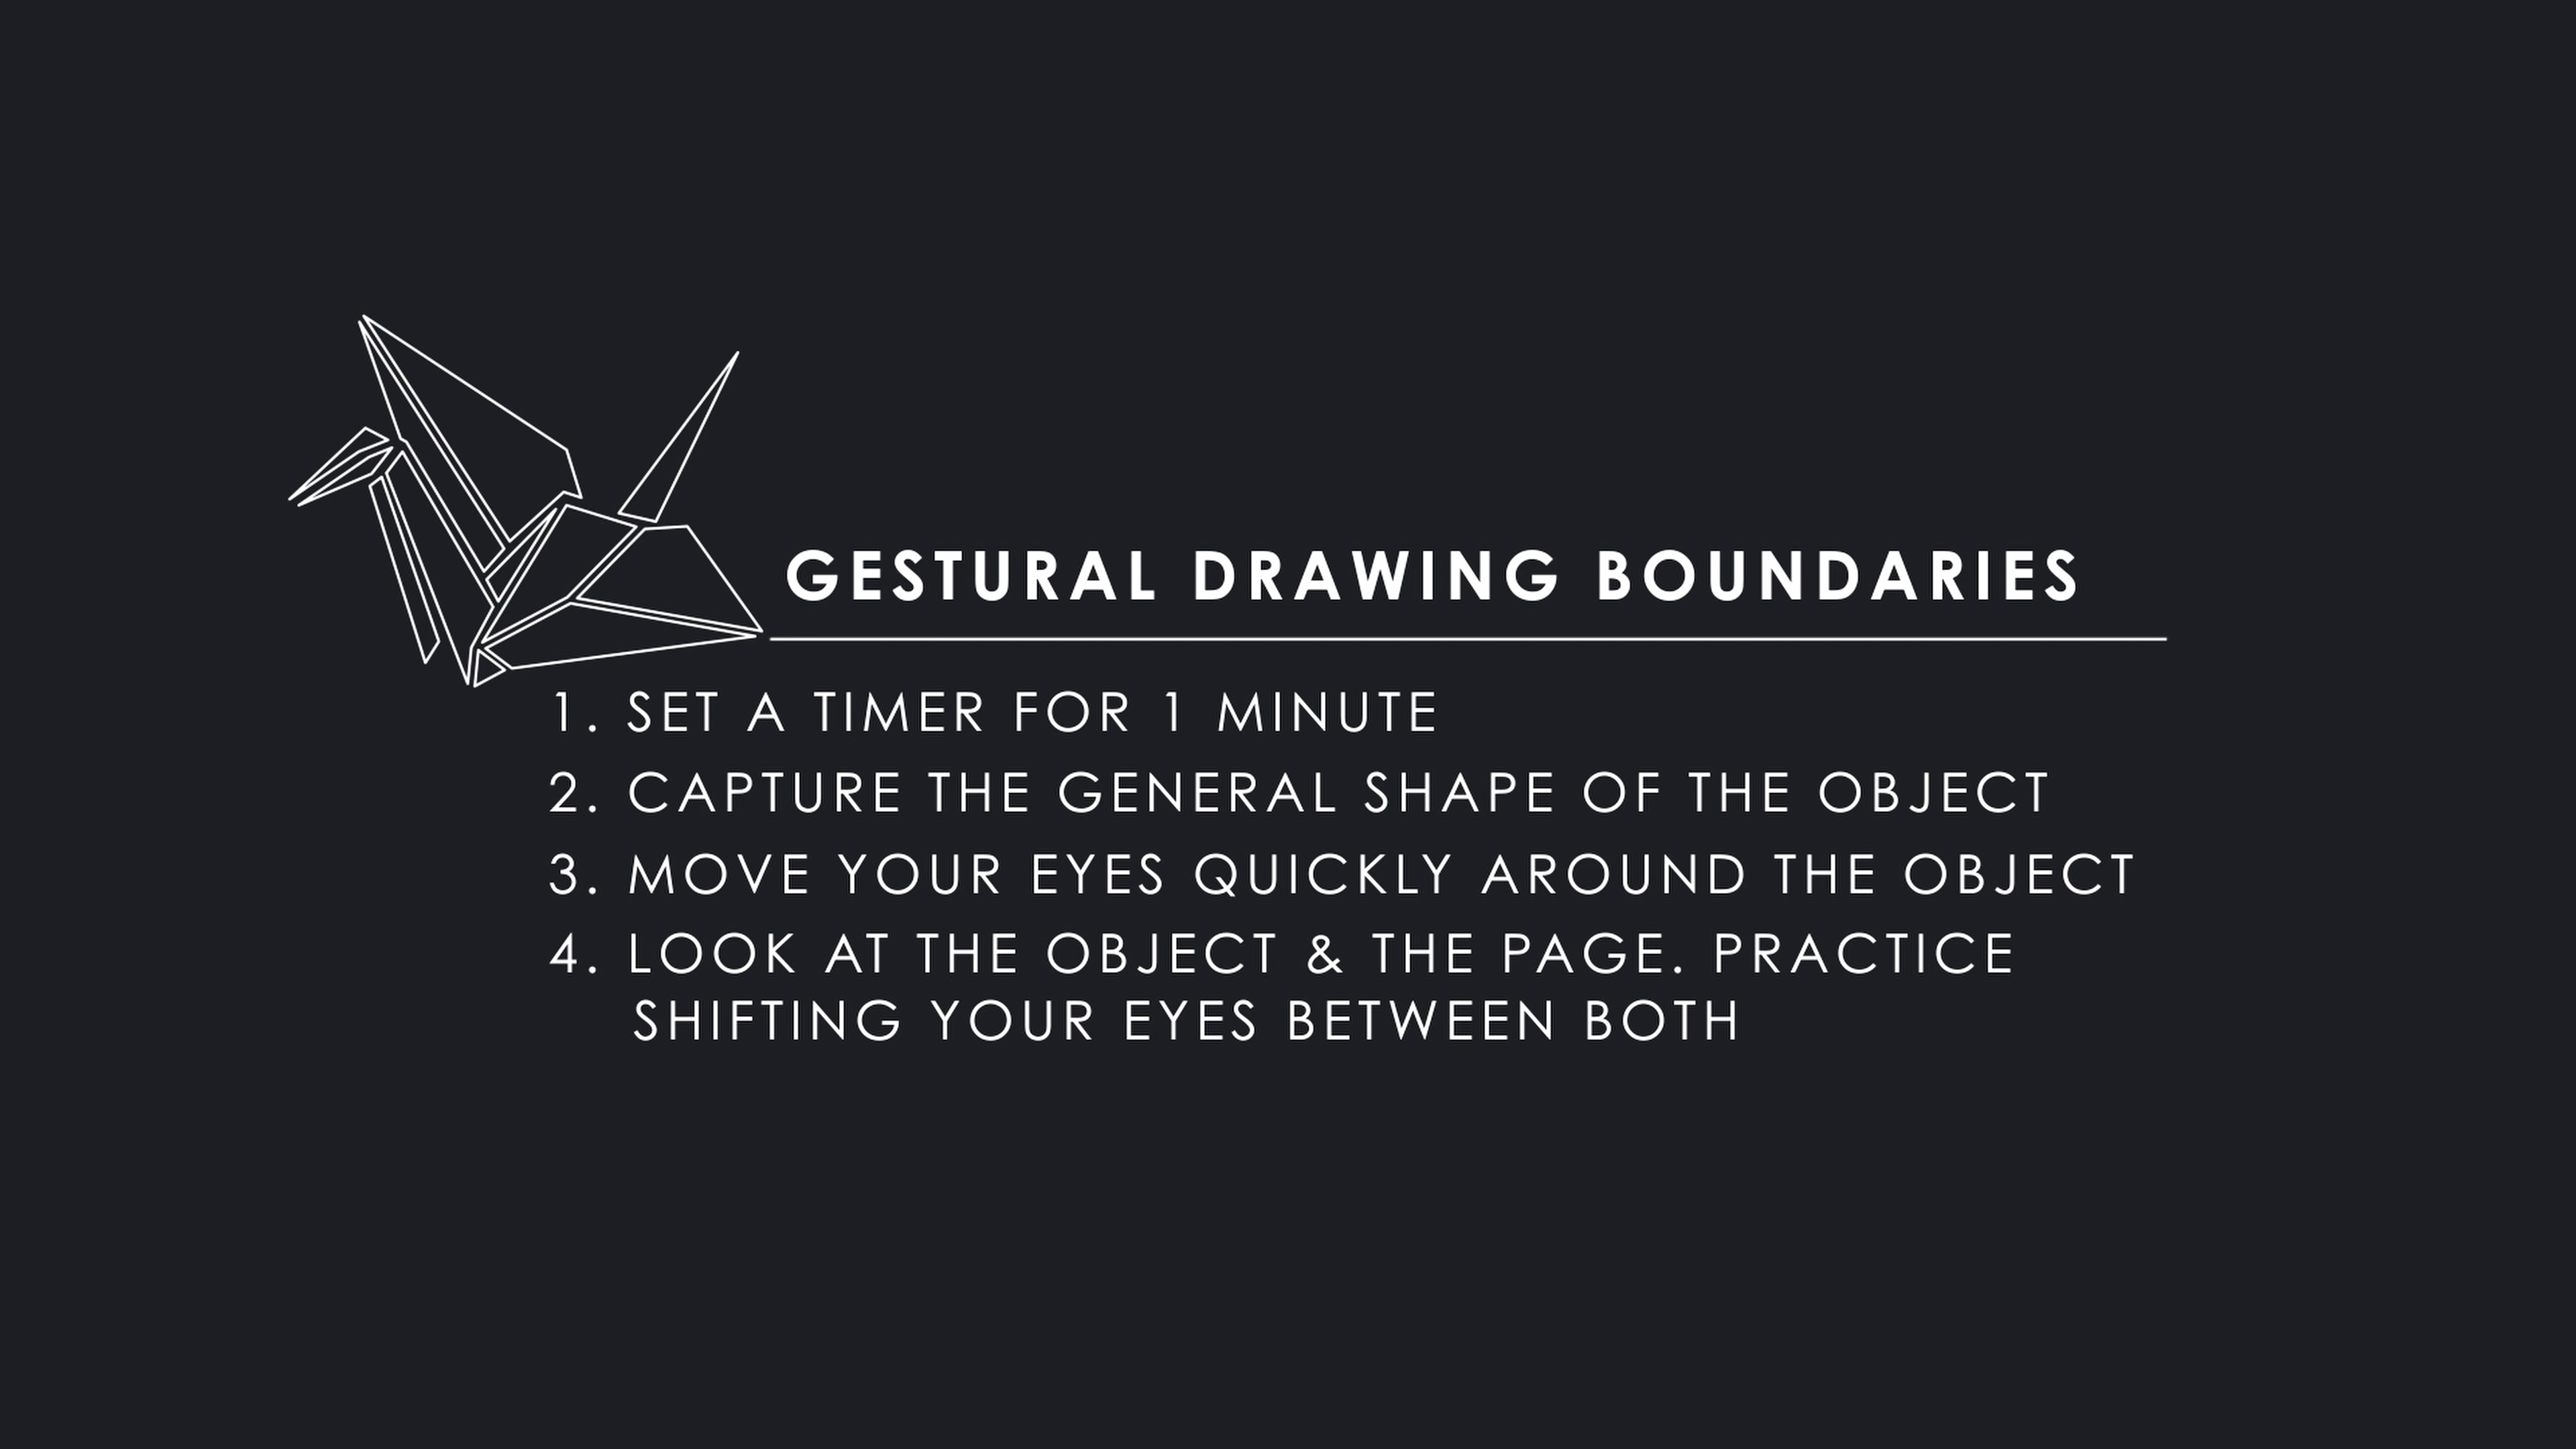 GESTURAL DRAWING BOUNDARIES
1. SET A TIMER FOR 1 MINUTE
2. CAPTURE THE GENERAL SHAPE OF THE OBJECT
3. MOVE YOUR EYES QUICKLY AROUND THE OBJECT
4. LOOK AT THE OBJECT & THE PAGE. PRACTICE
SHIFTING YOUR EYES BETWEEN BOTH